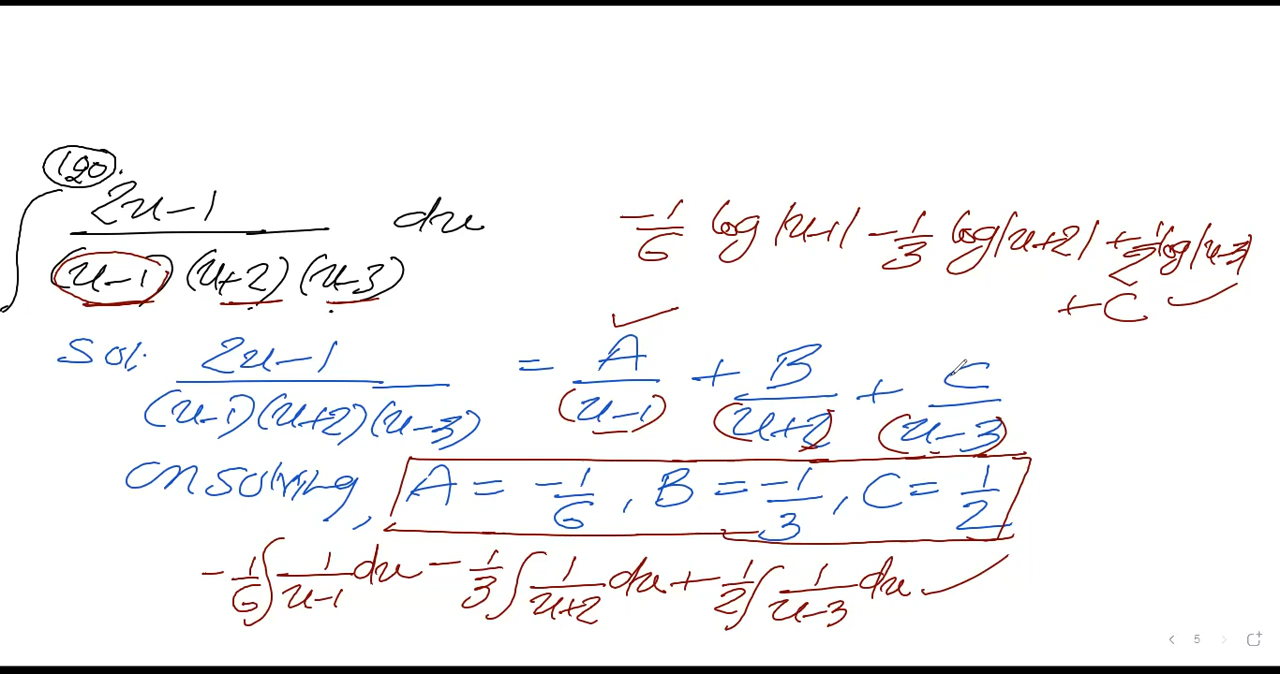 (120).
∫ (2x-1)/((x-1)(x+2)(x-3)) dx
-1/6 log|x-1| - 1/3 log|x+2| + 1/2 log|x-3|
+ C
Sol: (2x-1)/((x-1)(x+2)(x-3)) = A/(x-1) + B/(x+2) + C/(x-3)
On solving, A = -1/6, B = -1/3, C = 1/2
-1/6 ∫ 1/(x-1) dx - 1/3 ∫ 1/(x+2) dx + 1/2 ∫ 1/(x-3) dx
< 5 >